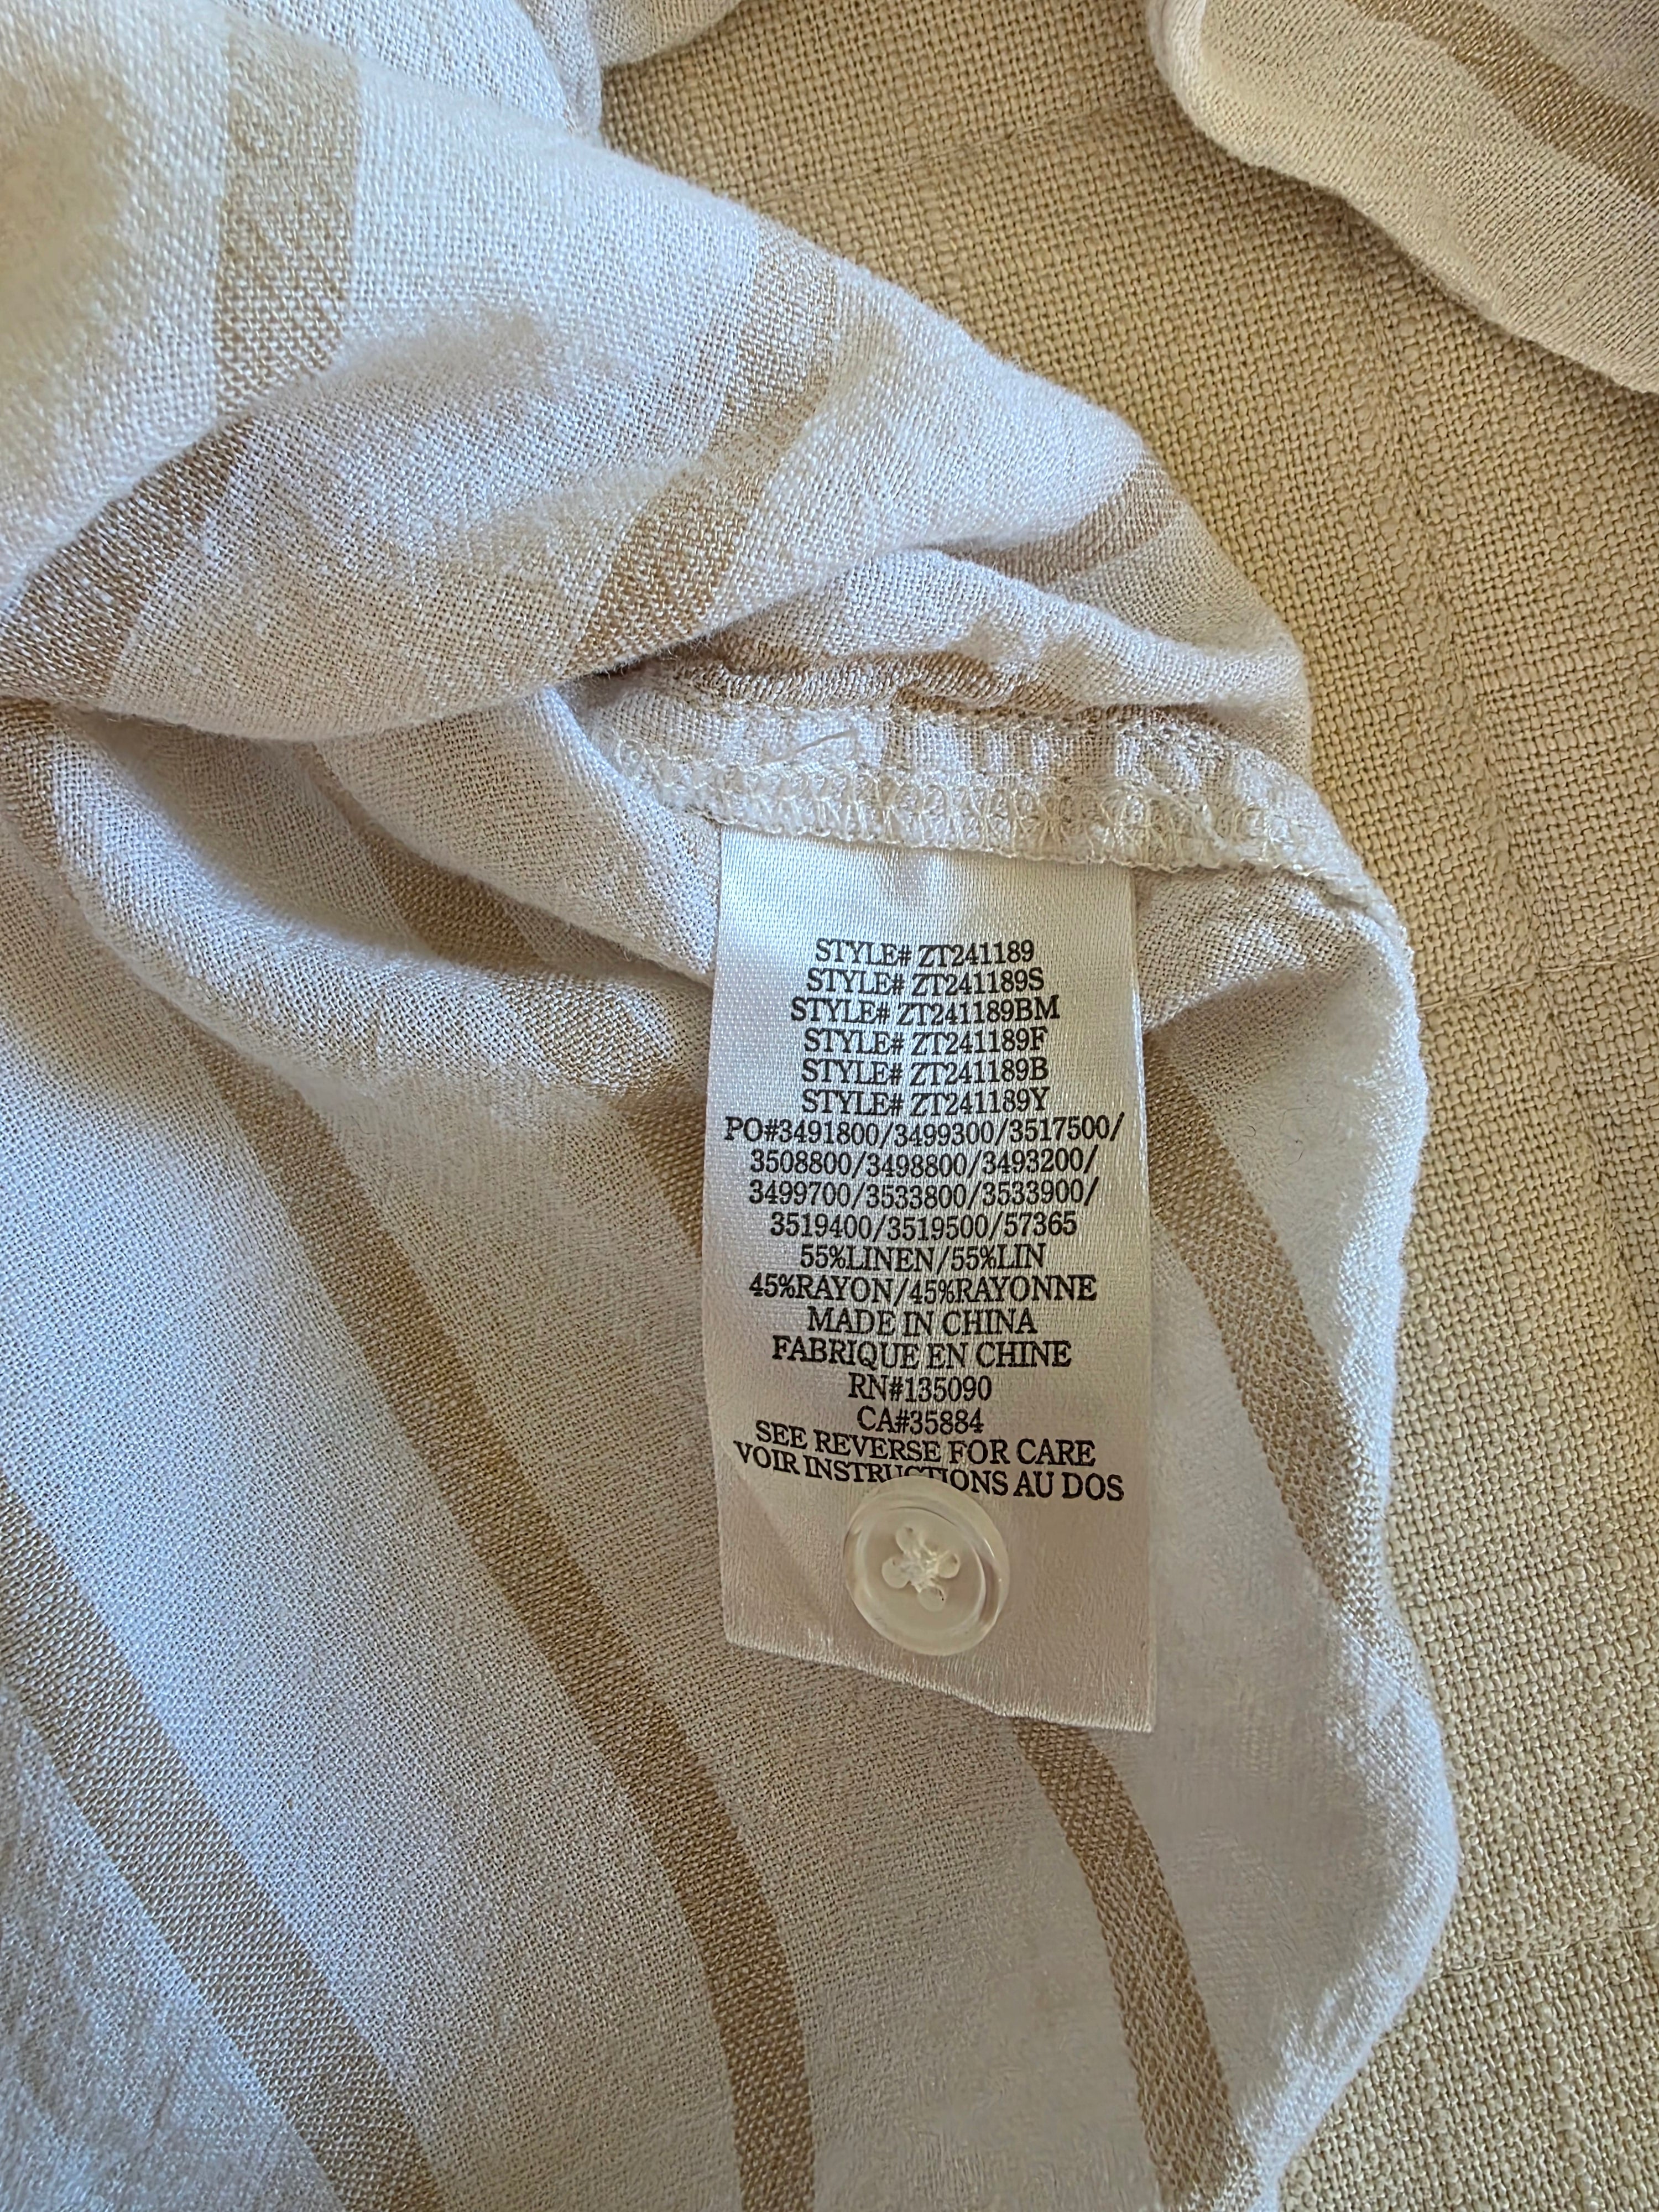 STYLE# ZT241189
STYLE# ZT241189S
STYLE# ZT241189BM
STYLE# ZT241189F
STYLE# ZT241189B
STYLE# ZT241189Y
PO#3491800/3499300/3517500/
3508800/3498800/3493200/
3499700/3533800/3533900/
3519400/3519500/57365
55%LINEN/55%LIN
45%RAYON/45%RAYONNE
MADE IN CHINA
FABRIQUE EN CHINE
RN#135090
CA#35884
SEE REVERSE FOR CARE
VOIR INSTRUCTIONS AU DOS